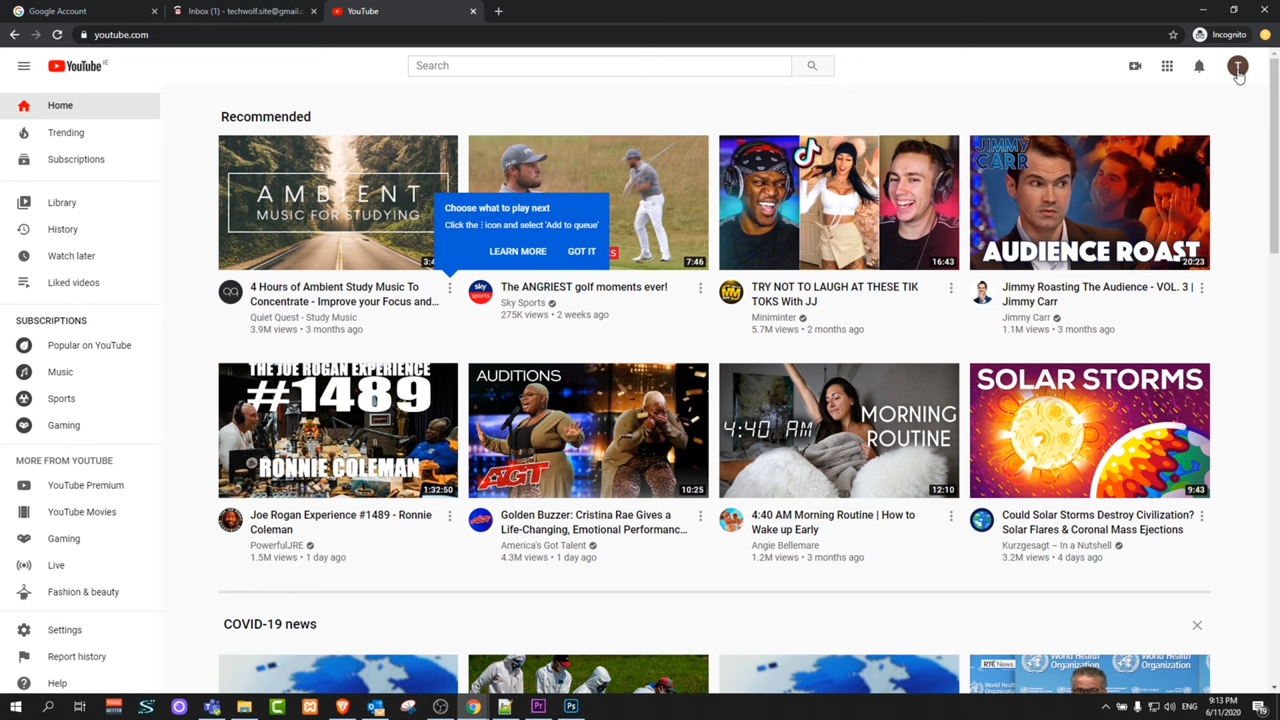 Google Account
Inbox (1) - techwolf.site@gmail.c
YouTube
youtube.com
Incognito
YouTube IE
Search
T
Home
Trending
Subscriptions
Library
History
Watch later
Liked videos
SUBSCRIPTIONS
Popular on YouTube
Music
Sports
Gaming
MORE FROM YOUTUBE
YouTube Premium
YouTube Movies
Gaming
Live
Fashion & beauty
Settings
Report history
Help
Recommended
AMBIENT
MUSIC FOR STUDYING
Choose what to play next
Click the ⋮ icon and select 'Add to queue'
LEARN MORE
GOT IT
7:46
16:43
JIMMY
CARR
AUDIENCE ROAST
20:23
4 Hours of Ambient Study Music To
Concentrate - Improve your Focus and...
Quiet Quest - Study Music
3.9M views • 3 months ago
sky
sports
The ANGRIEST golf moments ever!
Sky Sports
275K views • 2 weeks ago
TRY NOT TO LAUGH AT THESE TIK
TOKS With JJ
Miniminter
5.7M views • 2 months ago
Jimmy Roasting The Audience - VOL. 3 |
Jimmy Carr
Jimmy Carr
1.1M views • 3 months ago
THE JOE ROGAN EXPERIENCE
#1489
RONNIE COLEMAN
1:32:50
AUDITIONS
AGT
10:25
4:40 AM
MORNING
ROUTINE
12:10
SOLAR STORMS
9:43
Joe Rogan Experience #1489 - Ronnie
Coleman
PowerfulJRE
1.5M views • 1 day ago
Golden Buzzer: Cristina Rae Gives a
Life-Changing, Emotional Performanc...
America's Got Talent
4.3M views • 1 day ago
4:40 AM Morning Routine | How to
Wake up Early
Angie Bellemare
1.2M views • 3 months ago
Could Solar Storms Destroy Civilization?
Solar Flares & Coronal Mass Ejections
Kurzgesagt – In a Nutshell
3.2M views • 4 days ago
COVID-19 news
RTÉ News
World Health
Organization
ENG
9:13 PM
6/11/2020
19